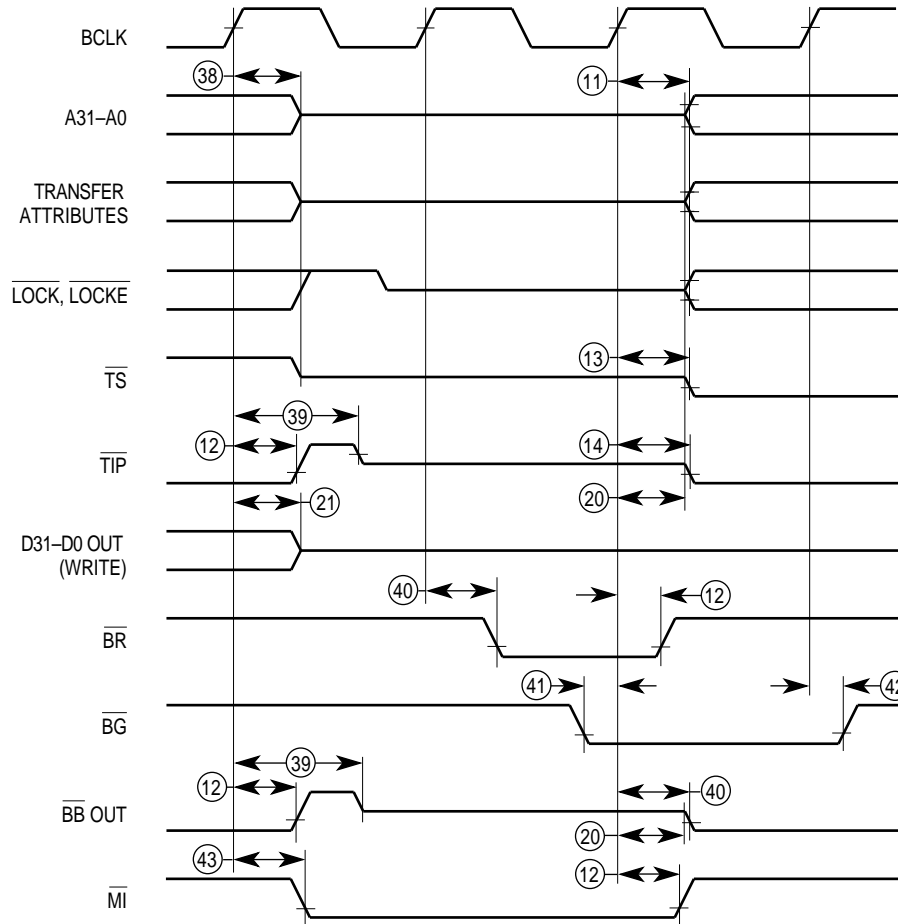 BCLK
38
11
A31–A0
TRANSFER
ATTRIBUTES
LOCK, LOCKE
13
TS
39
12
14
TIP
21
20
D31–D0 OUT
(WRITE)
40
12
BR
41
42
BG
39
12
40
BB OUT
20
43
12
MI